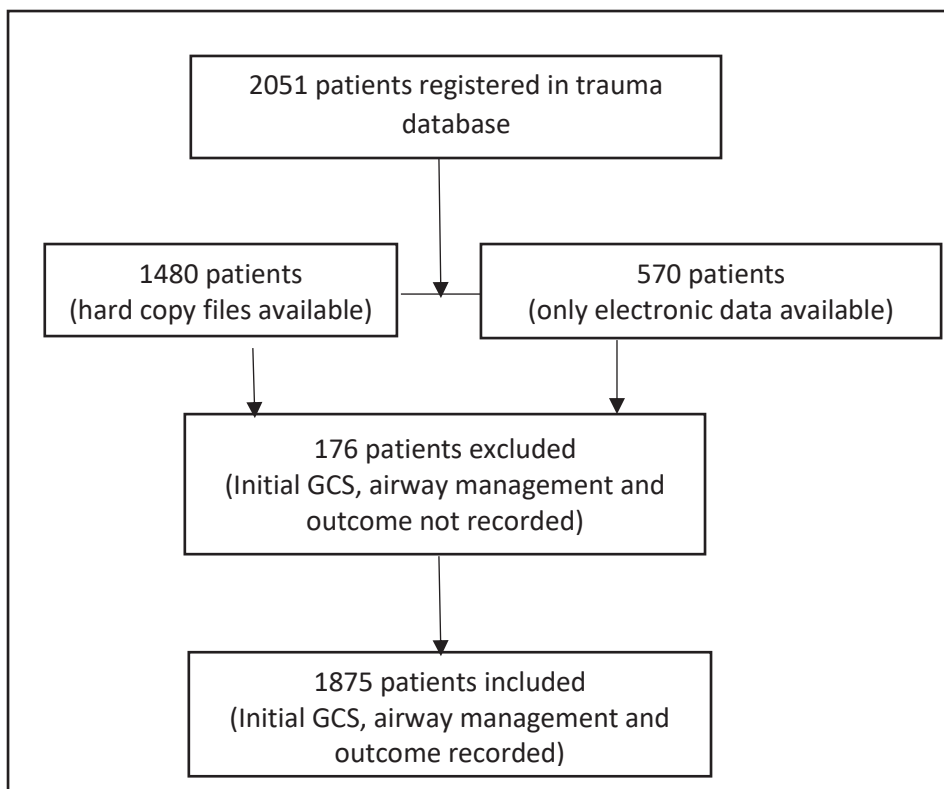 2051 patients registered in trauma
database
1480 patients
(hard copy files available)
570 patients
(only electronic data available)
176 patients excluded
(Initial GCS, airway management and
outcome not recorded)
1875 patients included
(Initial GCS, airway management and
outcome recorded)